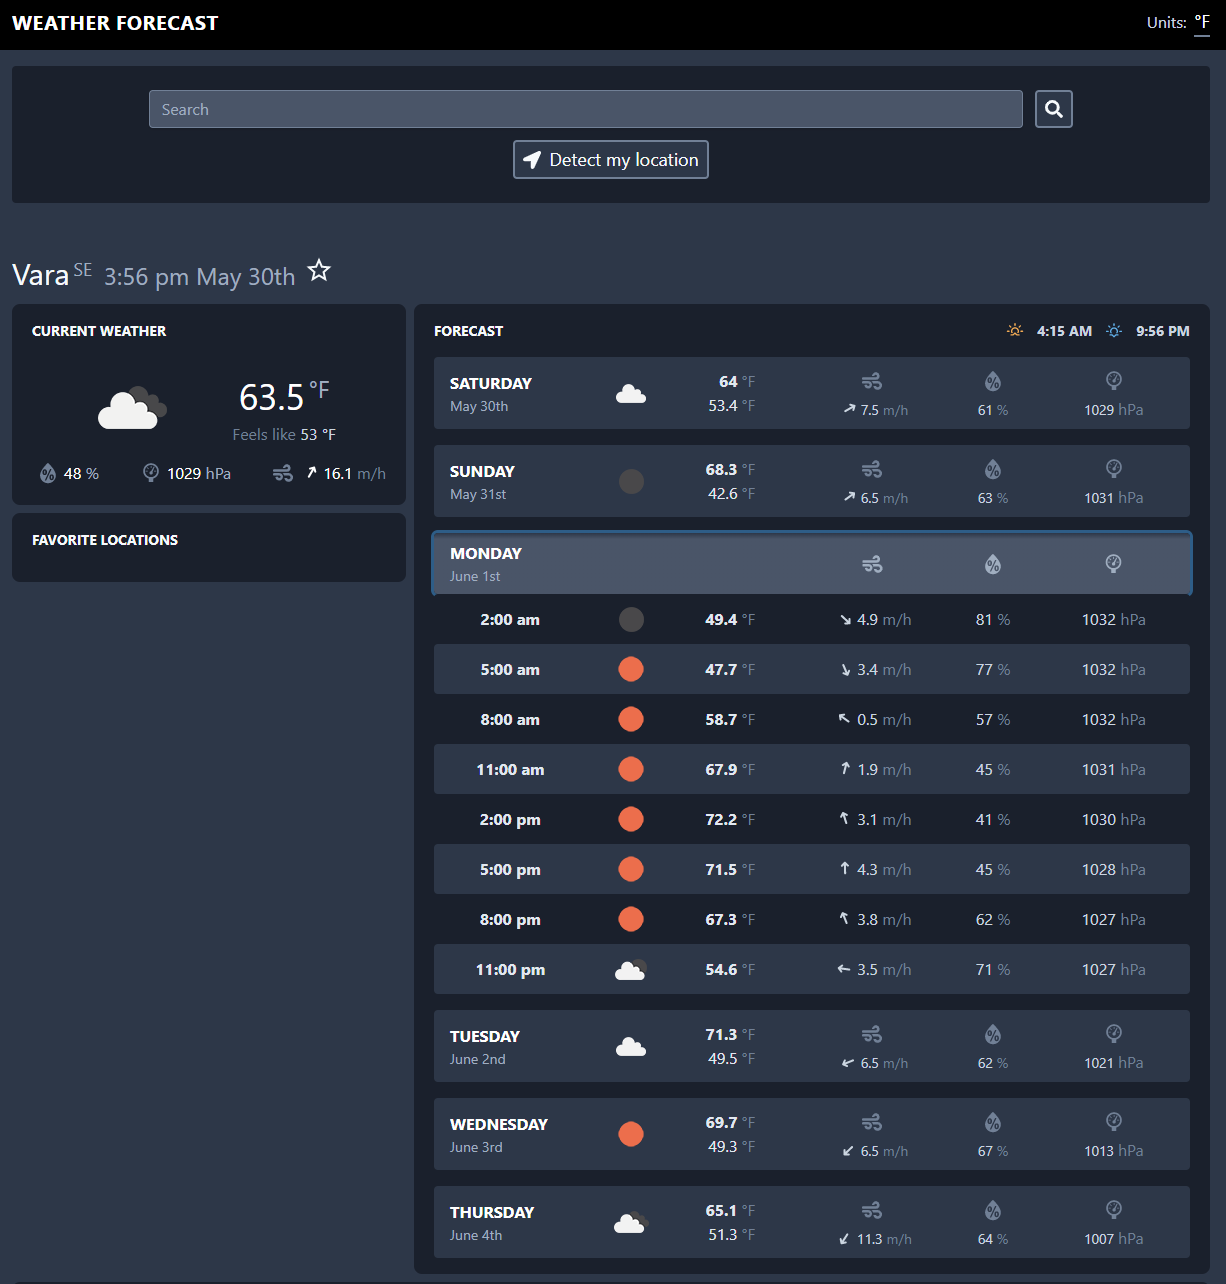 WEATHER FORECAST
Units: °F
Search
Detect my location
Vara SE 3:56 pm May 30th
CURRENT WEATHER
63.5 °F
Feels like 53 °F
48 % 1029 hPa 16.1 m/h
FAVORITE LOCATIONS
FORECAST 4:15 AM 9:56 PM
SATURDAY 64 °F
May 30th 53.4 °F 7.5 m/h 61 % 1029 hPa
SUNDAY 68.3 °F
May 31st 42.6 °F 6.5 m/h 63 % 1031 hPa
MONDAY
June 1st
2:00 am 49.4 °F 4.9 m/h 81 % 1032 hPa
5:00 am 47.7 °F 3.4 m/h 77 % 1032 hPa
8:00 am 58.7 °F 0.5 m/h 57 % 1032 hPa
11:00 am 67.9 °F 1.9 m/h 45 % 1031 hPa
2:00 pm 72.2 °F 3.1 m/h 41 % 1030 hPa
5:00 pm 71.5 °F 4.3 m/h 45 % 1028 hPa
8:00 pm 67.3 °F 3.8 m/h 62 % 1027 hPa
11:00 pm 54.6 °F 3.5 m/h 71 % 1027 hPa
TUESDAY 71.3 °F
June 2nd 49.5 °F 6.5 m/h 62 % 1021 hPa
WEDNESDAY 69.7 °F
June 3rd 49.3 °F 6.5 m/h 67 % 1013 hPa
THURSDAY 65.1 °F
June 4th 51.3 °F 11.3 m/h 64 % 1007 hPa